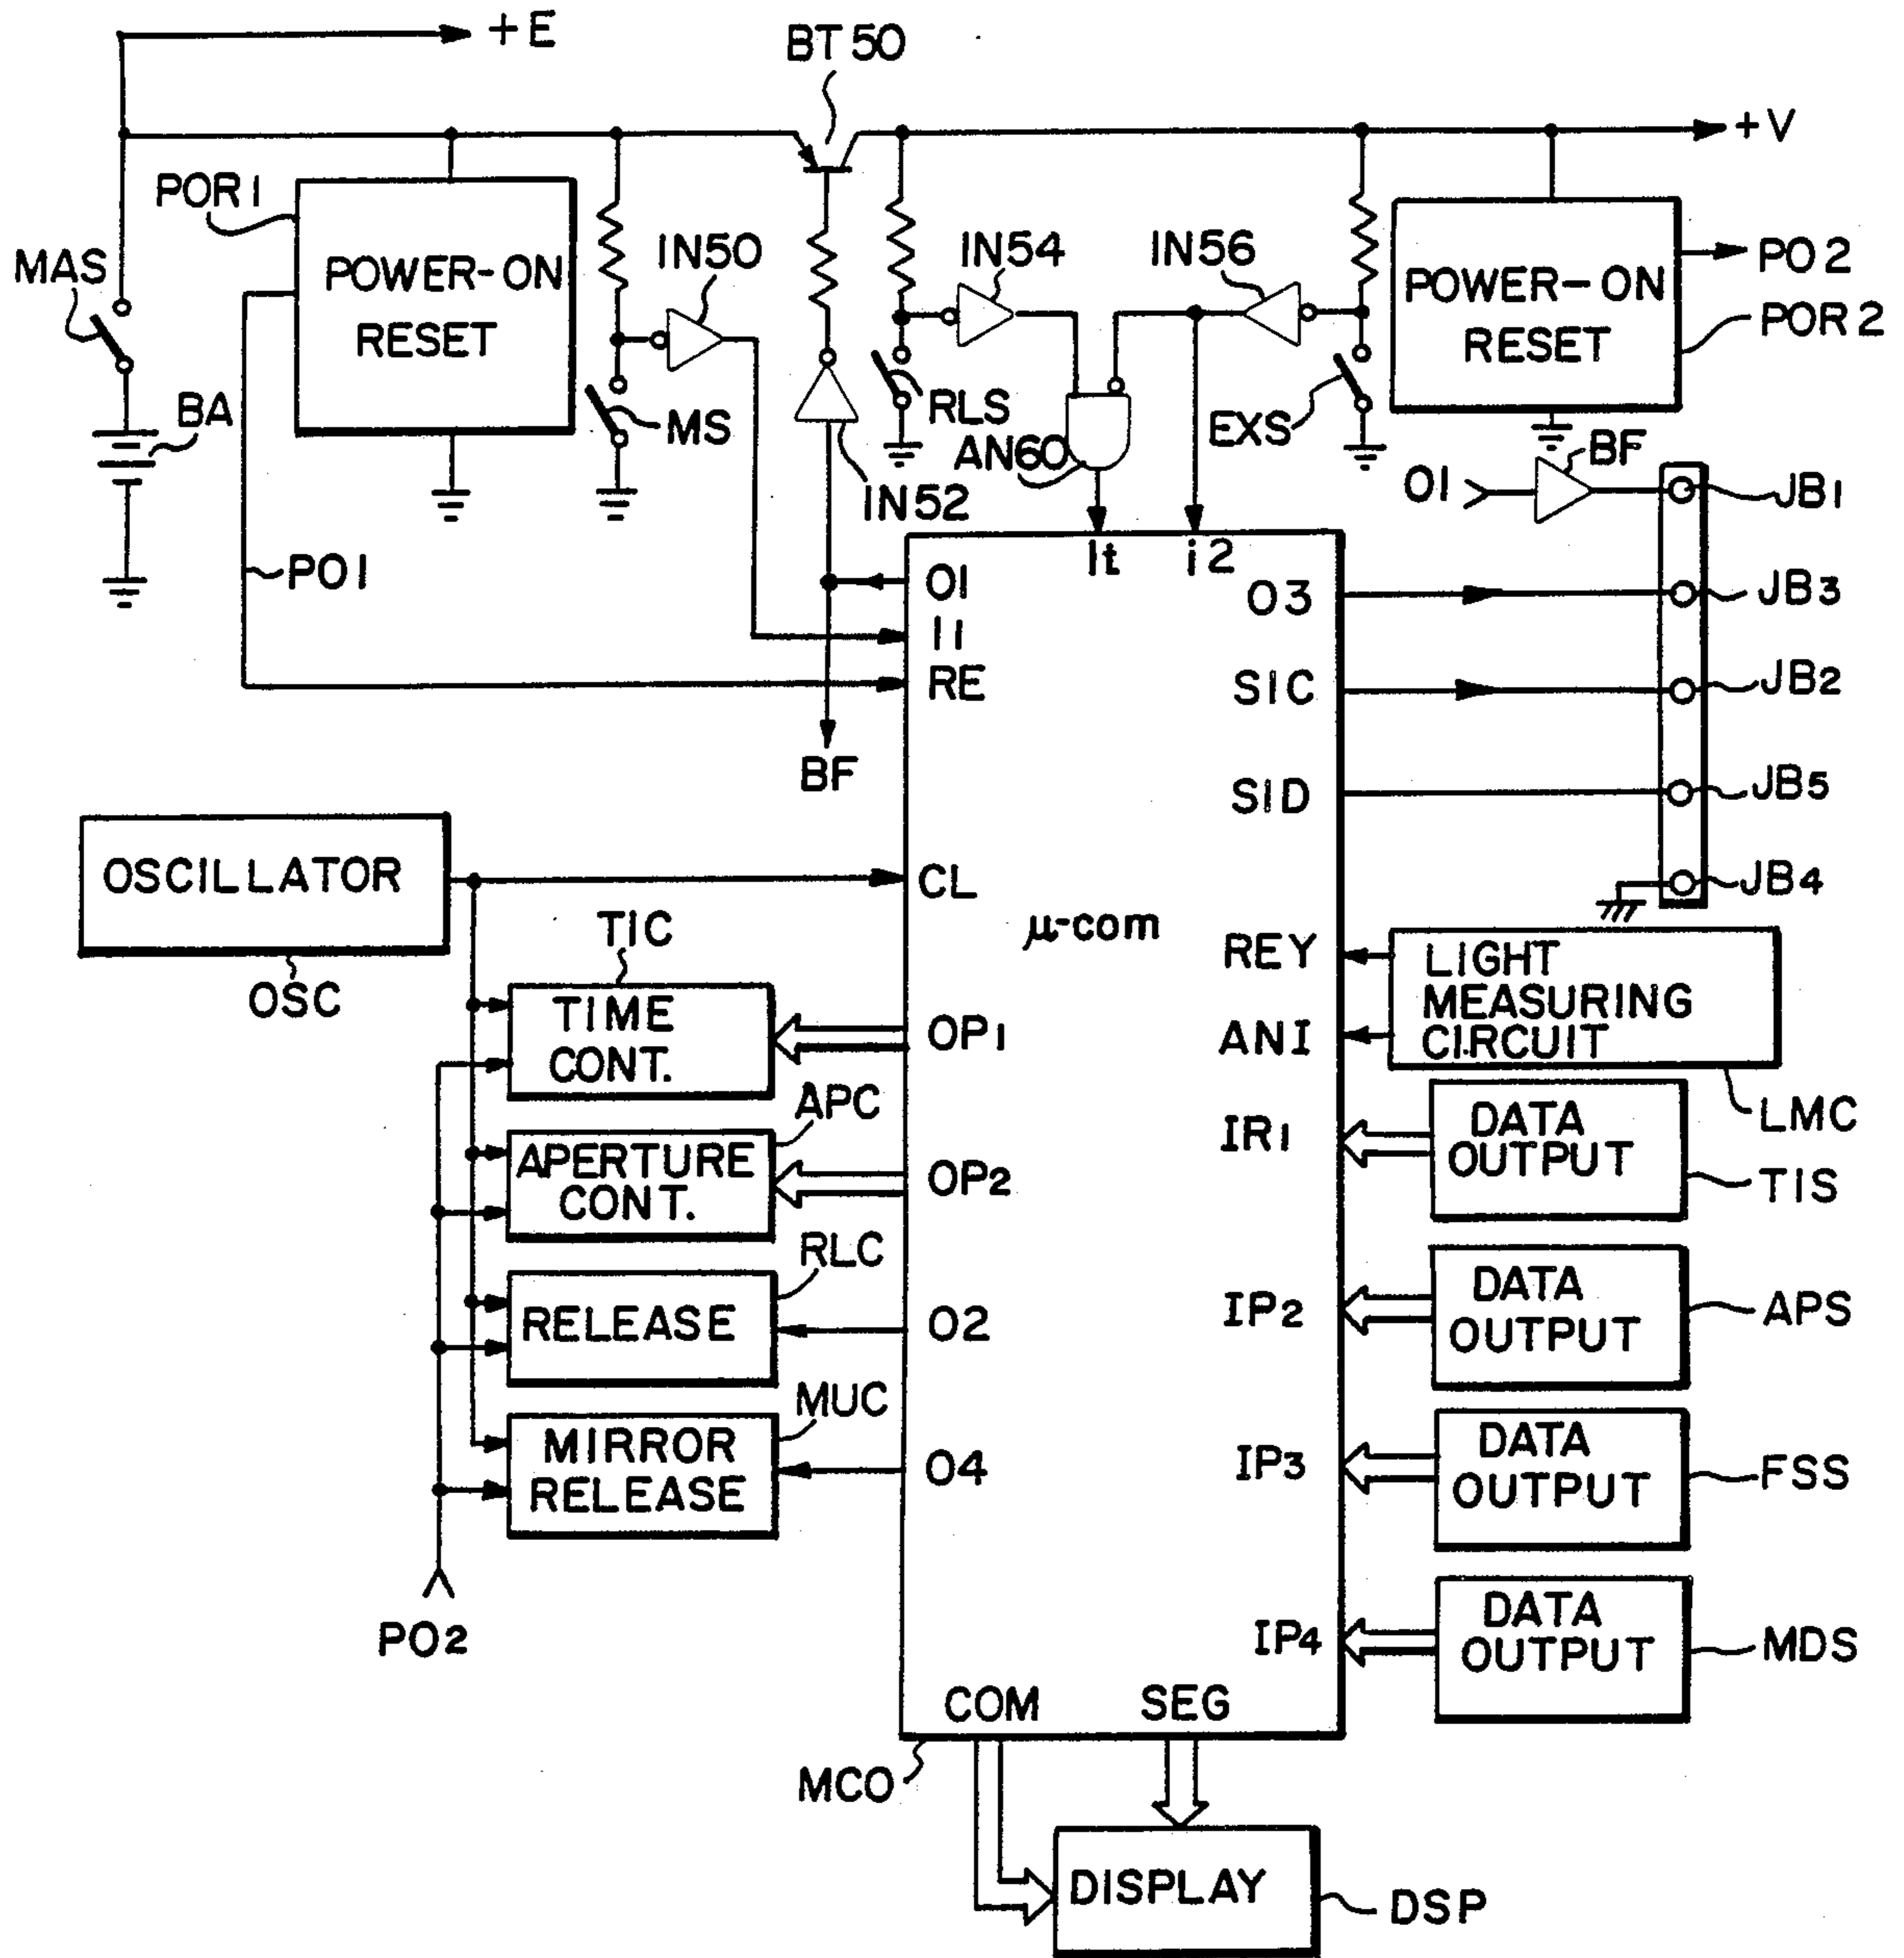 +E
BT50
+V
POR1
MAS
POWER-ON
RESET
IN50
IN54
IN56
POWER-ON
RESET
PO2
POR2
BA
MS
RLS
EXS
AN60
IN52
BF
O1
JB1
PO1
It
i2
O1
I1
RE
O3
JB3
SIC
JB2
BF
SID
JB5
OSCILLATOR
CL
JB4
OSC
TIC
μ-com
REY
ANI
LIGHT
MEASURING
CIRCUIT
LMC
TIME
CONT.
OP1
APC
IR1
DATA
OUTPUT
TIS
APERTURE
CONT.
OP2
RLC
RELEASE
O2
IP2
DATA
OUTPUT
APS
MUC
MIRROR
RELEASE
O4
IP3
DATA
OUTPUT
FSS
PO2
IP4
DATA
OUTPUT
MDS
COM
SEG
MCO
DISPLAY
DSP